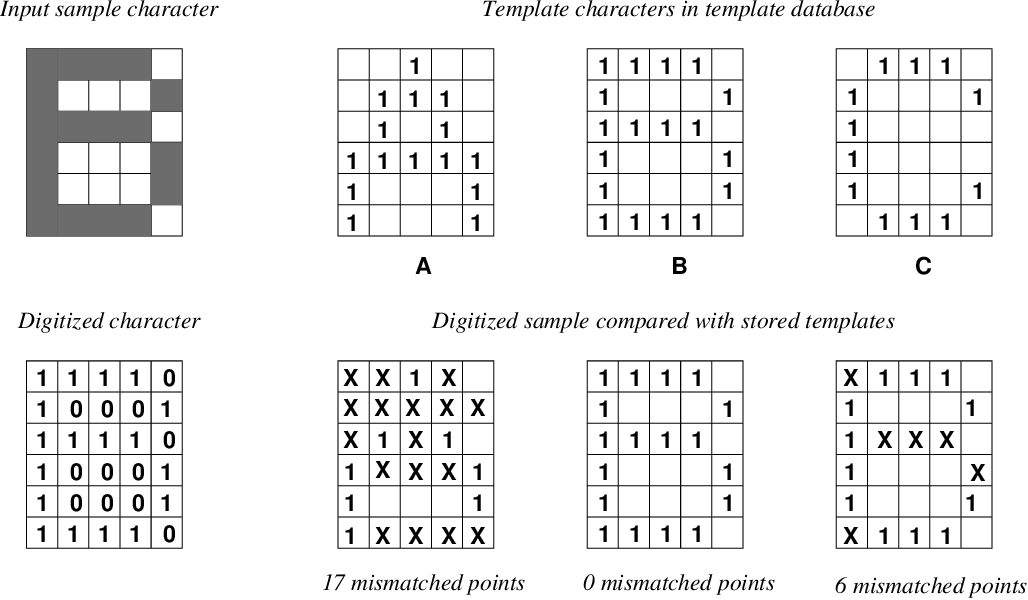 Input sample character
Template characters in template database
1
1 1 1
1 1
1 1 1 1 1
1 1
1 1
A
1 1 1 1
1 1
1 1 1 1
1 1
1 1
1 1 1 1
B
1 1 1
1 1
1
1
1 1
1 1 1
C
Digitized character
Digitized sample compared with stored templates
1 1 1 1 0
1 0 0 0 1
1 1 1 1 0
1 0 0 0 1
1 0 0 0 1
1 1 1 1 0
X X 1 X
X X X X X
X 1 X 1
1 X X X 1
1 1
1 X X X X
17 mismatched points
1 1 1 1
1 1
1 1 1 1
1 1
1 1
1 1 1 1
0 mismatched points
X 1 1 1
1 1
1 X X X
1 X
1 1
X 1 1 1
6 mismatched points